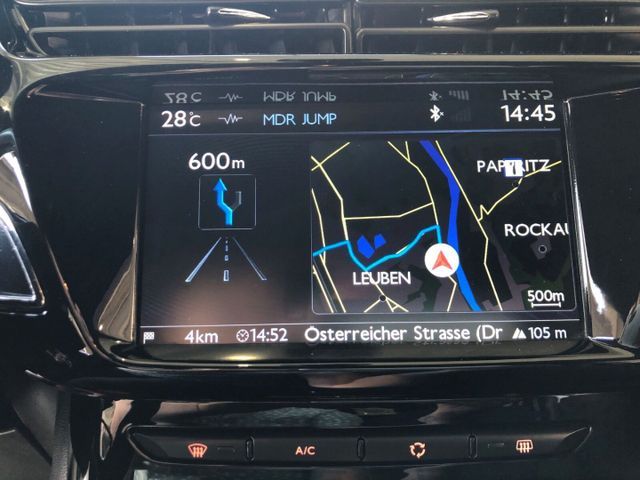 28°C MDR JUMP 14:45
600m
PAPPRITZ
ROCKAU
LEUBEN
500m
4km 14:52 Österreicher Strasse (Dr 105 m
A/C